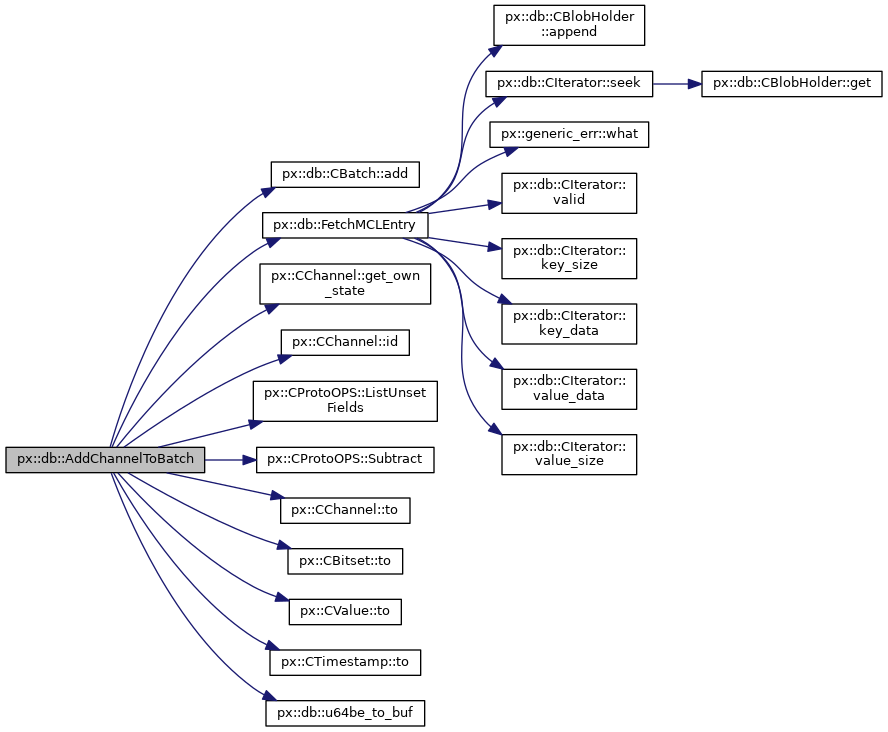 px::db::AddChannelToBatch
px::db::CBatch::add
px::db::FetchMCLEntry
px::db::CBlobHolder
::append
px::db::CIterator::seek
px::db::CBlobHolder::get
px::generic_err::what
px::db::CIterator::
valid
px::db::CIterator::
key_size
px::db::CIterator::
key_data
px::db::CIterator::
value_data
px::db::CIterator::
value_size
px::CChannel::get_own
_state
px::CChannel::id
px::CProtoOPS::ListUnset
Fields
px::CProtoOPS::Subtract
px::CChannel::to
px::CBitset::to
px::CValue::to
px::CTimestamp::to
px::db::u64be_to_buf